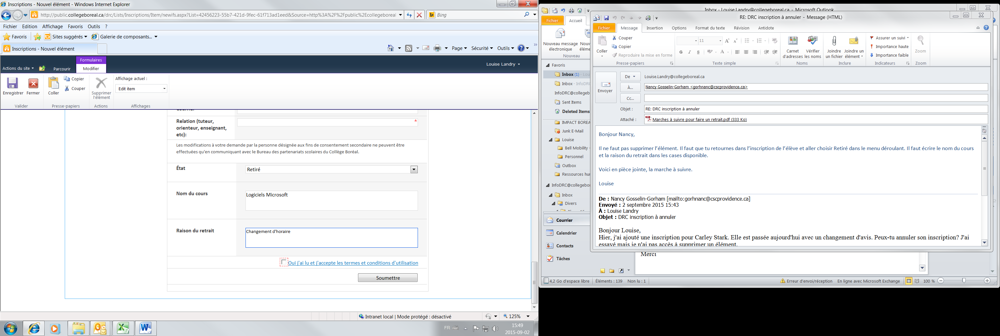 Inscriptions - Nouvel élément - Windows Internet Explorer
http://public.collegeboreal.ca/drc/Lists/Inscriptions/Item/newifs.aspx?List=42456223-55b7-421d-9fec-61f713ad1eed&Source=http%3A%2F%2Fpublic%2Ecollegeboreal
Bing
Fichier Edition Affichage Favoris Outils ?
Favoris Sites suggérés Galerie de composants...
Inscriptions - Nouvel élément
Page Sécurité Outils
Formulaires
Louise Landry
Actions du site Parcourir Modifier
Enregistrer Fermer
Valider
Coller Copier
Couper
Presse-papiers
Supprimer
l'élément
Actions
Affichage actuel :
Edit item
Affichages
Relation (tuteur,
orienteur, enseignant,
etc):
*
Les modifications à votre demande par la personne désignée aux fins de consentement secondaire ne peuvent être
effectuées qu'en communiquant avec le Bureau des partenariats scolaires du Collège Boréal.
État
Retiré
Nom du cours
Logiciels Microsoft
Raison du retrait
Changement d'horaire
Oui j'ai lu et j'accepte les termes et conditions d'utilisation
Soumettre
Intranet local | Mode protégé : désactivé
125%
FR
15:49
2015-09-02
Inbox - Louise.Landry@collegeboreal.ca - Microsoft Outlook
Fichier Accueil
Nouveau message
électronique
Nouveau
Favoris
Inbox (1)
Inbox - InfoDRC
InfoDRC@collegeb
Sent Items
Deleted Items
IMPACT BOREA
Junk E-Mail
Louise
Bell Mobility -
Personnel
Outbox
Ressources hu
InfoDRC@collegebo
Inbox
Divers
Courrier
Calendrier
Contacts
Tâches
4,2 Go d'espace libre Éléments : 139 Non lu : 1
Erreur d'envoi/réception En ligne avec Microsoft Exchange 100 %
RE: DRC inscription à annuler - Message (HTML)
Fichier Message Insertion Options Format du texte Révision Antidote
Coller
Couper
Copier
Reproduire la mise en forme
Presse-papiers
11
G I S
Texte simple
Carnet
d'adresses
Vérifier
les noms
Noms
Joindre
un fichier
Joindre un
élément
Inclure
Assurer un suivi
Importance haute
Importance faible
Indicateurs
Zoom
Zoom
Envoyer
De Louise.Landry@collegeboreal.ca
À... Nancy Gosselin-Gorham <gorhnanc@cscprovidence.ca>
Cc...
Objet : RE: DRC inscription à annuler
Attaché : Marches à suivre pour faire un retrait.pdf (333 Ko)
Bonjour Nancy,
Il ne faut pas supprimer l'élément. Il faut que tu retournes dans l'inscription de l'élève et aller choisir Retiré dans le menu déroulant. Il faut écrire le nom du cours
et la raison du retrait dans les cases disponible.
Voici en pièce jointe, la marche à suivre.
Louise
De : Nancy Gosselin-Gorham [mailto:gorhnanc@cscprovidence.ca]
Envoyé : 2 septembre 2015 15:43
À : Louise Landry
Objet : DRC inscription à annuler
Bonjour Louise,
Hier, j'ai ajouté une inscription pour Carley Stark. Elle est passée aujourd'hui avec un changement d'avis. Peux-tu annuler son inscription? J'ai
essayé mais je n'ai pas accès à supprimer un élément.
Merci